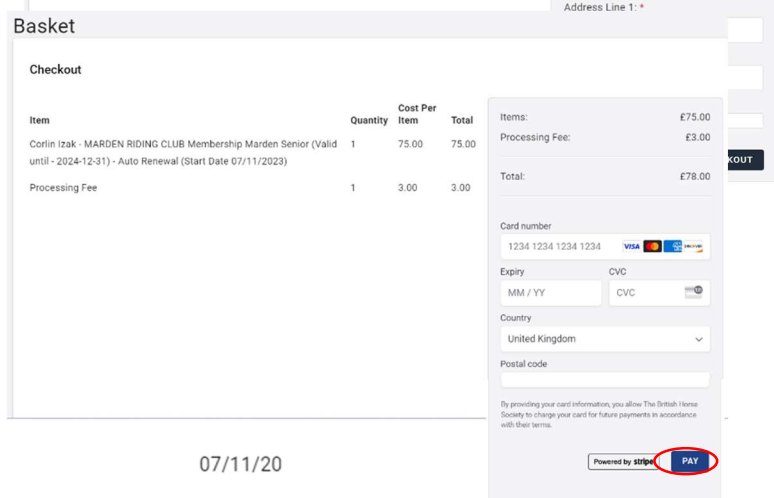 Address Line 1: *
Basket
Checkout
Item Quantity Cost Per Item Total
Corlin Izak - MARDEN RIDING CLUB Membership Marden Senior (Valid 1 75.00 75.00
until - 2024-12-31) - Auto Renewal (Start Date 07/11/2023)
Processing Fee 1 3.00 3.00
Items: £75.00
Processing Fee: £3.00
Total: £78.00
KOUT
Card number
1234 1234 1234 1234 VISA
Expiry CVC
MM / YY CVC
Country
United Kingdom
Postal code
By providing your card information, you allow The British Horse
Society to charge your card for future payments in accordance
with their terms.
Powered by stripe PAY
07/11/20